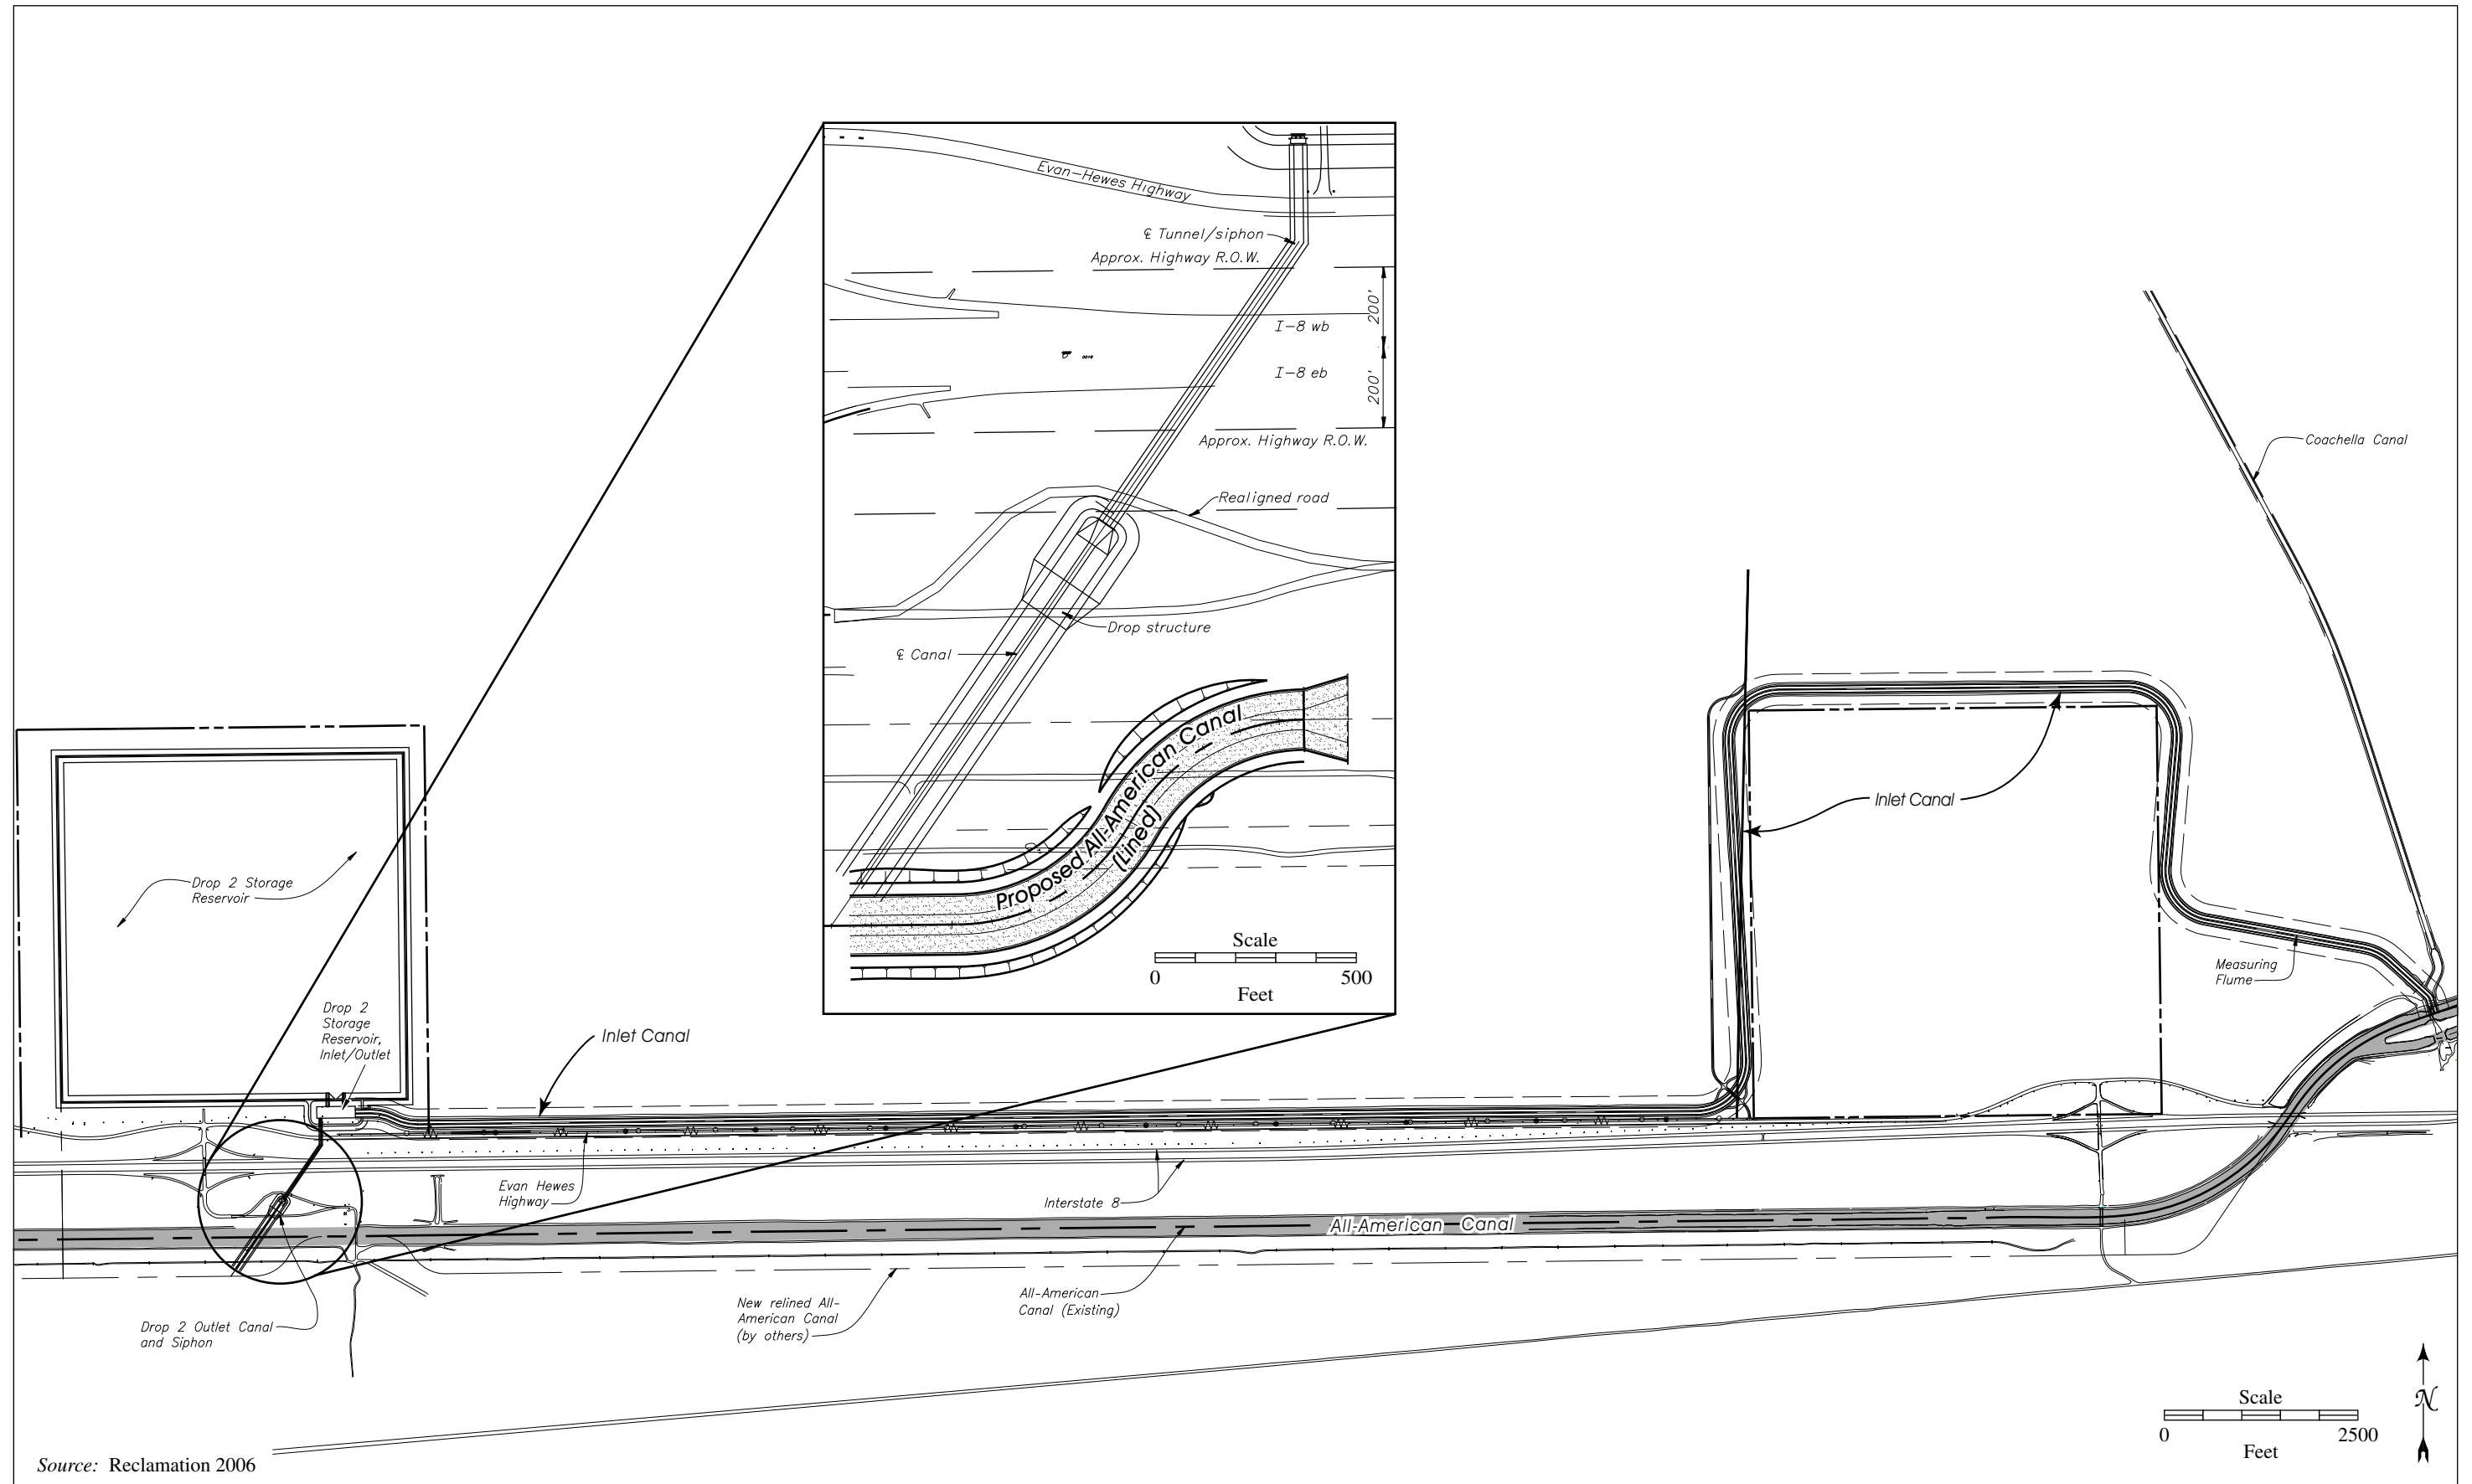 Evan-Hewes Highway
℄ Tunnel/siphon
Approx. Highway R.O.W.
200'
I-8 wb
I-8 eb
200'
Approx. Highway R.O.W.
Realigned road
Drop structure
℄ Canal
Proposed All-American Canal
(Lined)
Scale
0 500
Feet
Coachella Canal
Inlet Canal
Measuring
Flume
Drop 2 Storage
Reservoir
Drop 2
Storage
Reservoir,
Inlet/Outlet
Inlet Canal
Evan Hewes
Highway
Interstate 8
All-American Canal
New relined All-
American Canal
(by others)
All-American
Canal (Existing)
Drop 2 Outlet Canal
and Siphon
Scale
0 2500
Feet
N
Source: Reclamation 2006